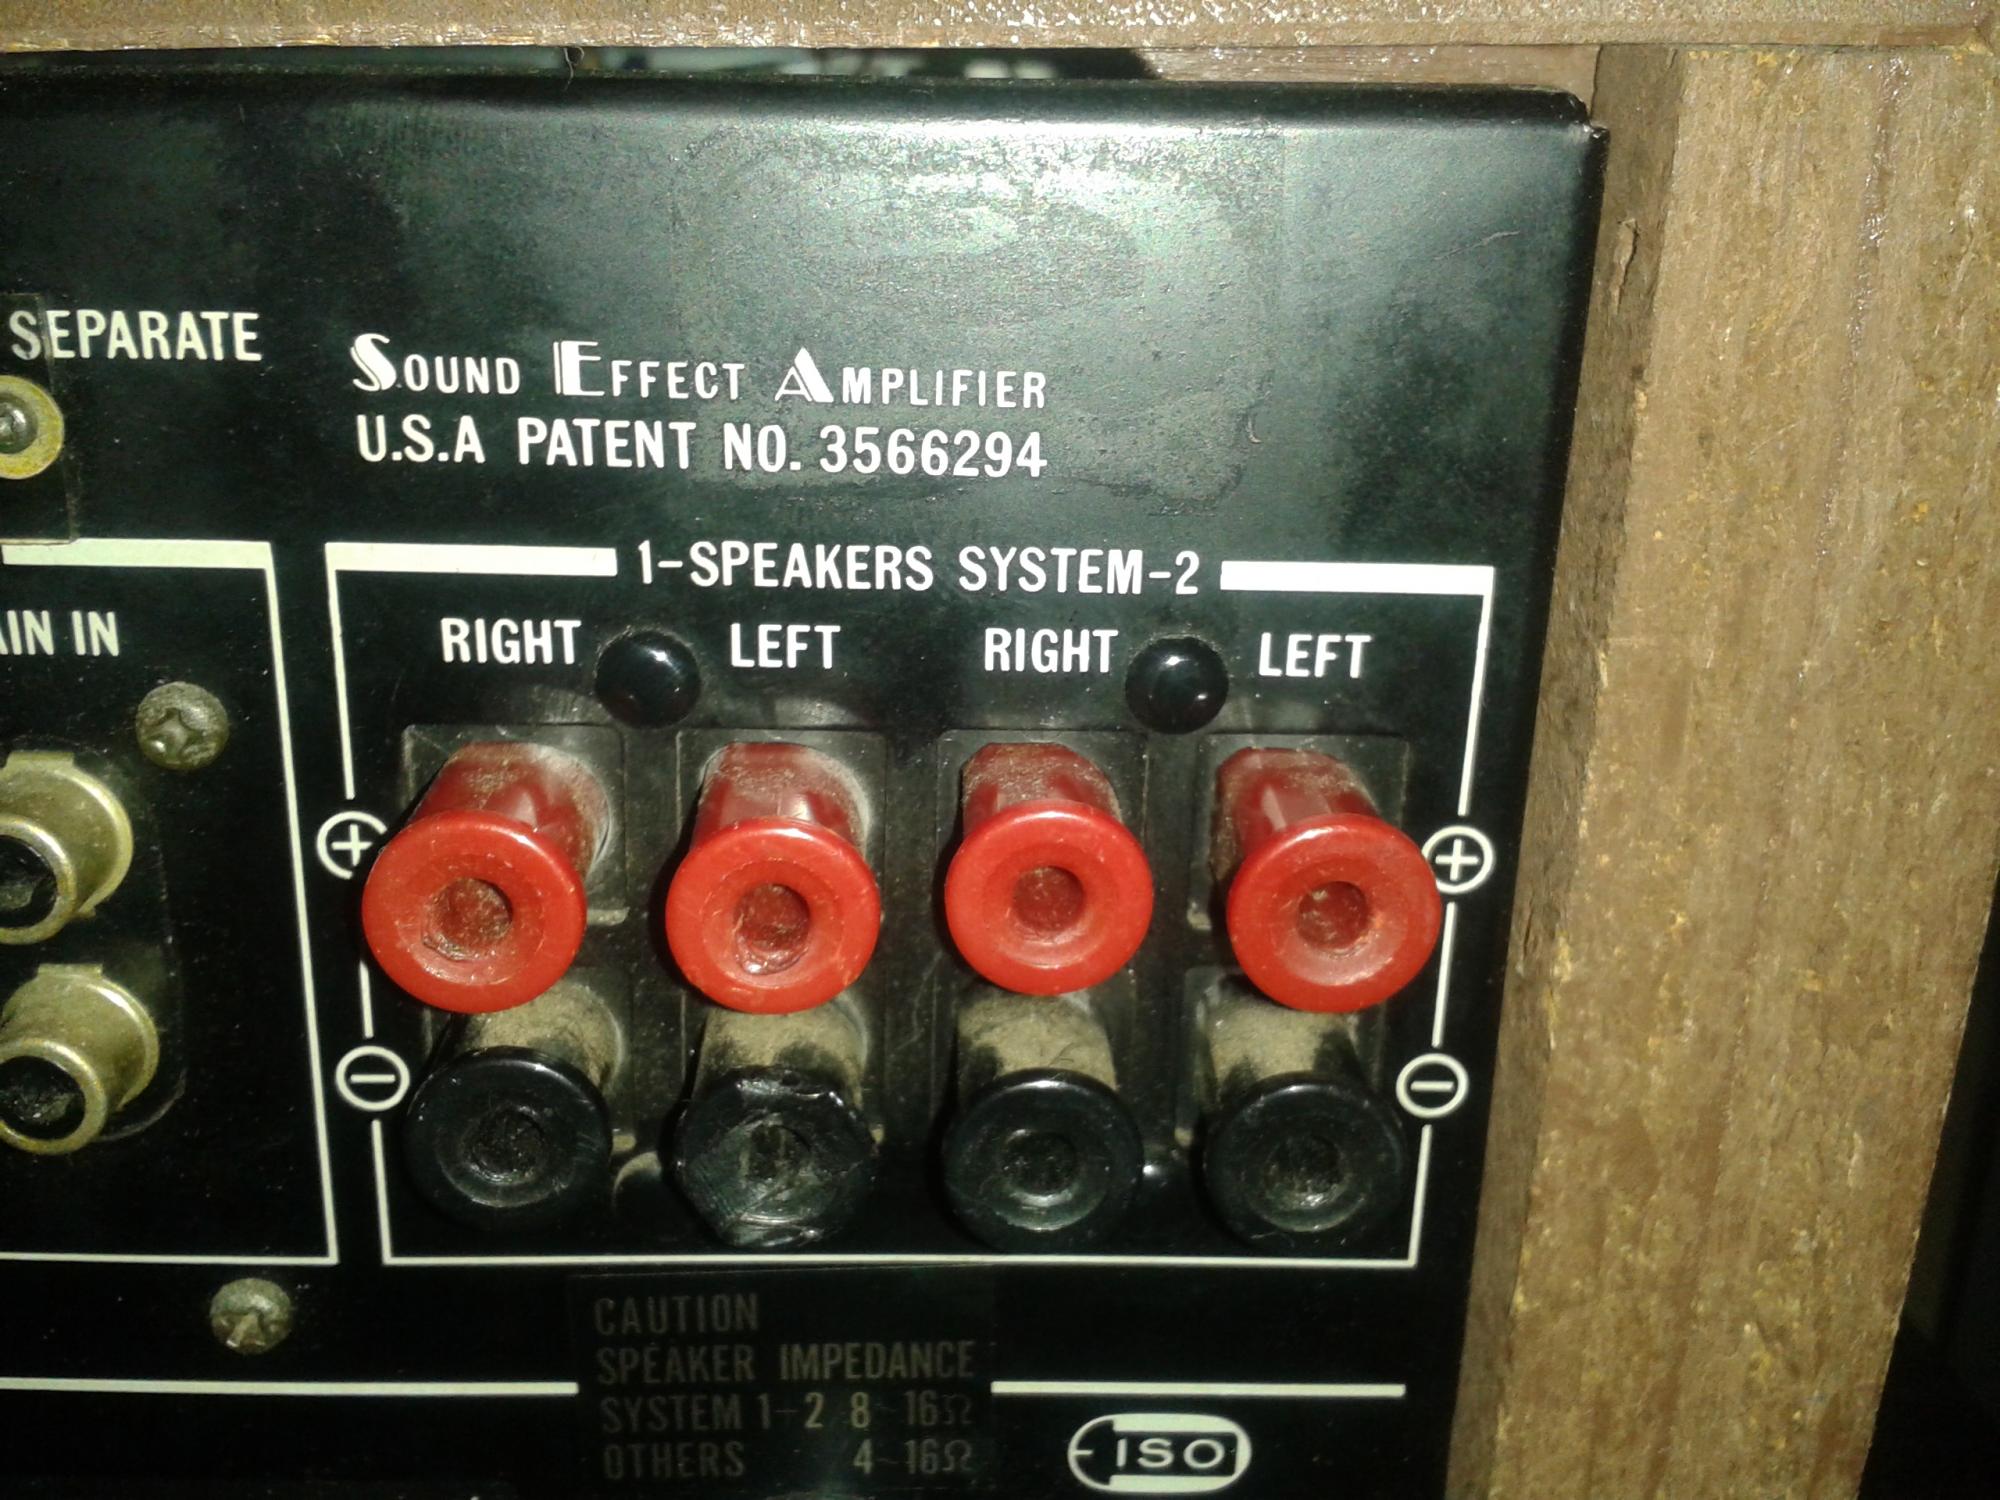 SEPARATE
SOUND EFFECT AMPLIFIER
U.S.A PATENT NO. 3566294
1-SPEAKERS SYSTEM-2
RIGHT LEFT RIGHT LEFT
IN IN
+ +
- -
CAUTION
SPEAKER IMPEDANCE
SYSTEM 1-2 8-16Ω
OTHERS 4-16Ω
ISO